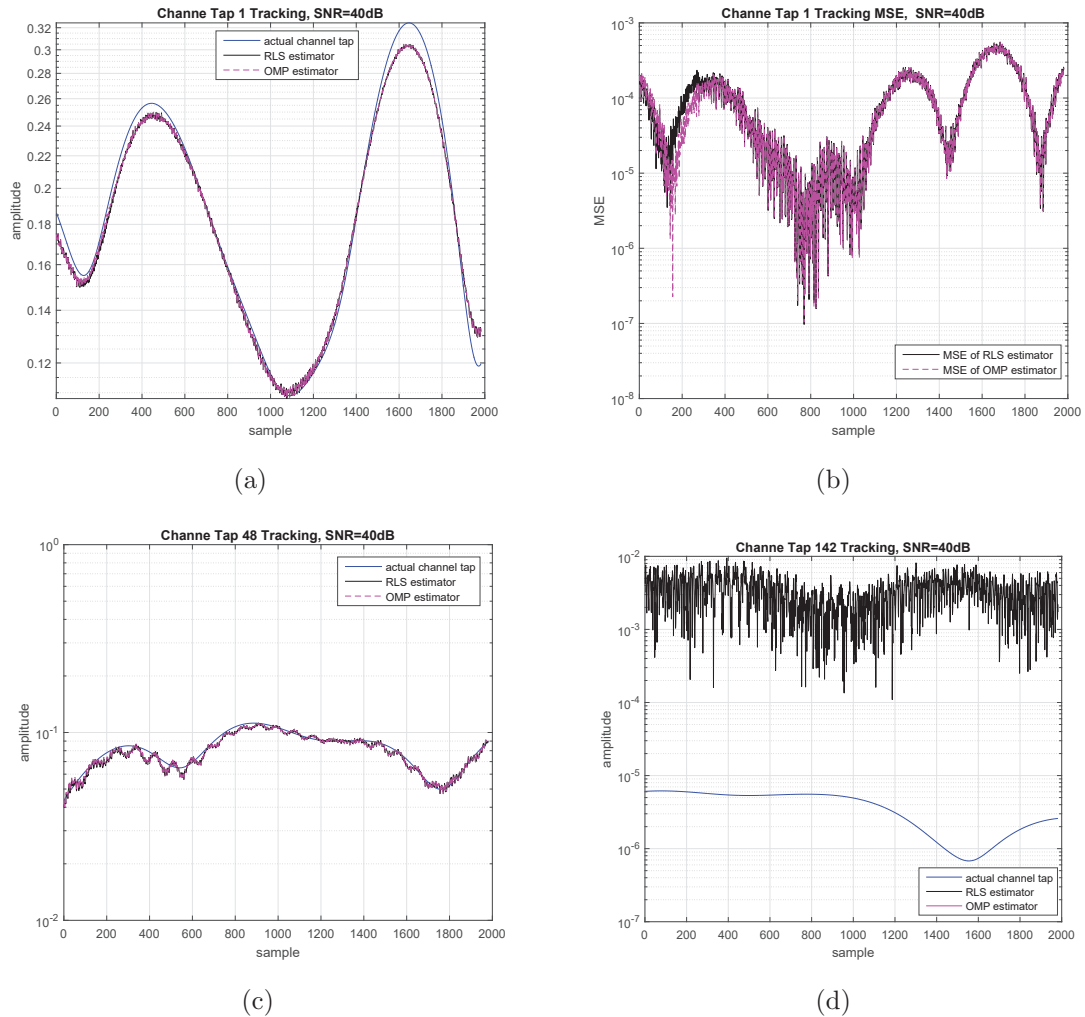 Channe Tap 1 Tracking, SNR=40dB
0.32
0.3
0.28
0.26
0.24
0.22
0.2
0.18
0.16
0.14
0.12
amplitude
actual channel tap
RLS estimator
OMP estimator
0 200 400 600 800 1000 1200 1400 1600 1800 2000
sample
(a)
Channe Tap 1 Tracking MSE, SNR=40dB
10-3
10-4
10-5
10-6
10-7
10-8
MSE
MSE of RLS estimator
MSE of OMP estimator
0 200 400 600 800 1000 1200 1400 1600 1800 2000
sample
(b)
Channe Tap 48 Tracking, SNR=40dB
100
10-1
10-2
amplitude
actual channel tap
RLS estimator
OMP estimator
0 200 400 600 800 1000 1200 1400 1600 1800 2000
sample
(c)
Channe Tap 142 Tracking, SNR=40dB
10-2
10-3
10-4
10-5
10-6
10-7
amplitude
actual channel tap
RLS estimator
OMP estimator
0 200 400 600 800 1000 1200 1400 1600 1800 2000
sample
(d)